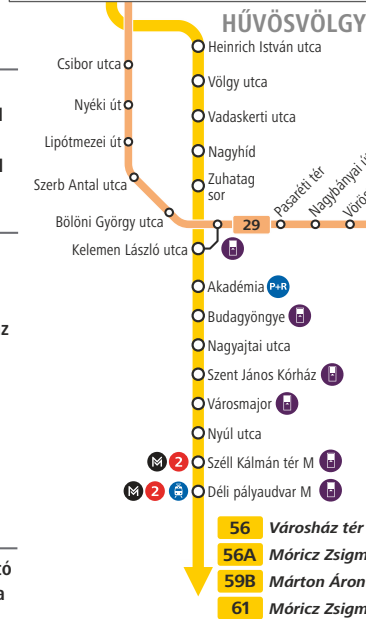 HŰVÖSVÖLGY
Heinrich István utca
Csibor utca
Völgy utca
Nyéki út
Vadaskerti utca
Lipótmezei út
Nagyhíd
Szerb Antal utca
Zuhatag
sor
Bölöni György utca
29
Pasaréti tér
Nagybányai
Kelemen László utca
Akadémia P+R
Budagyöngye
Nagyajtai utca
Szent János Kórház
Városmajor
Nyúl utca
M 2 Széll Kálmán tér M
M 2 Déli pályaudvar M
56 Városház tér
56A Móricz Zsigm
59B Márton Áron
61 Móricz Zsigm